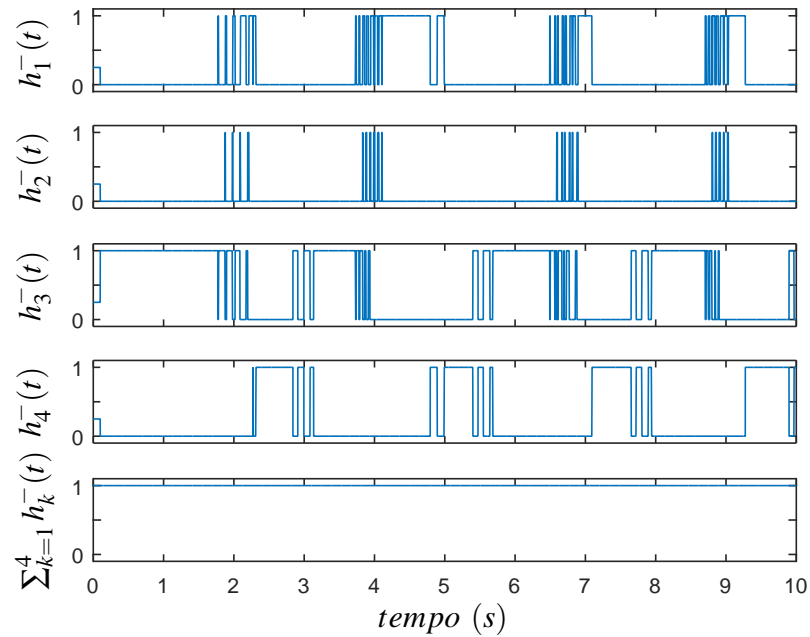 h₁⁻(t)
1
0
h₂⁻(t)
1
0
h₃⁻(t)
1
0
h₄⁻(t)
1
0
Σ⁴ₖ₌₁ hₖ⁻(t)
1
0
0 1 2 3 4 5 6 7 8 9 10
tempo (s)